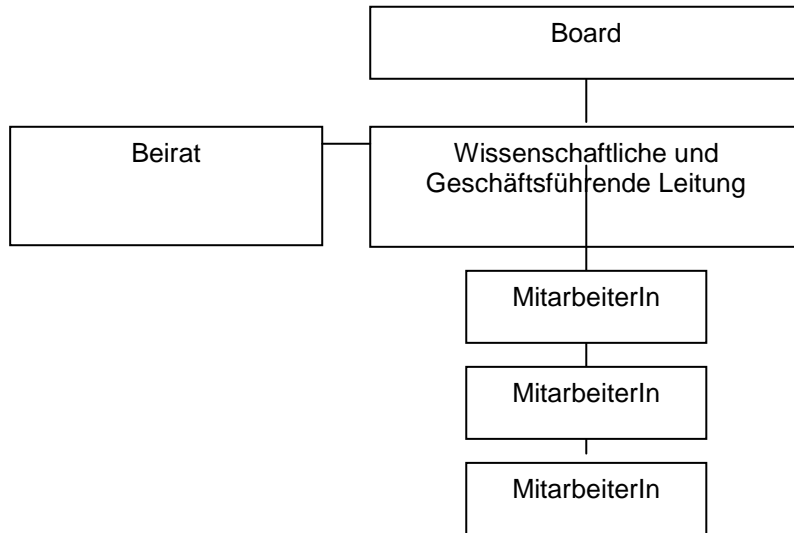 Board
Beirat
Wissenschaftliche und
Geschäftsführende Leitung
MitarbeiterIn
MitarbeiterIn
MitarbeiterIn